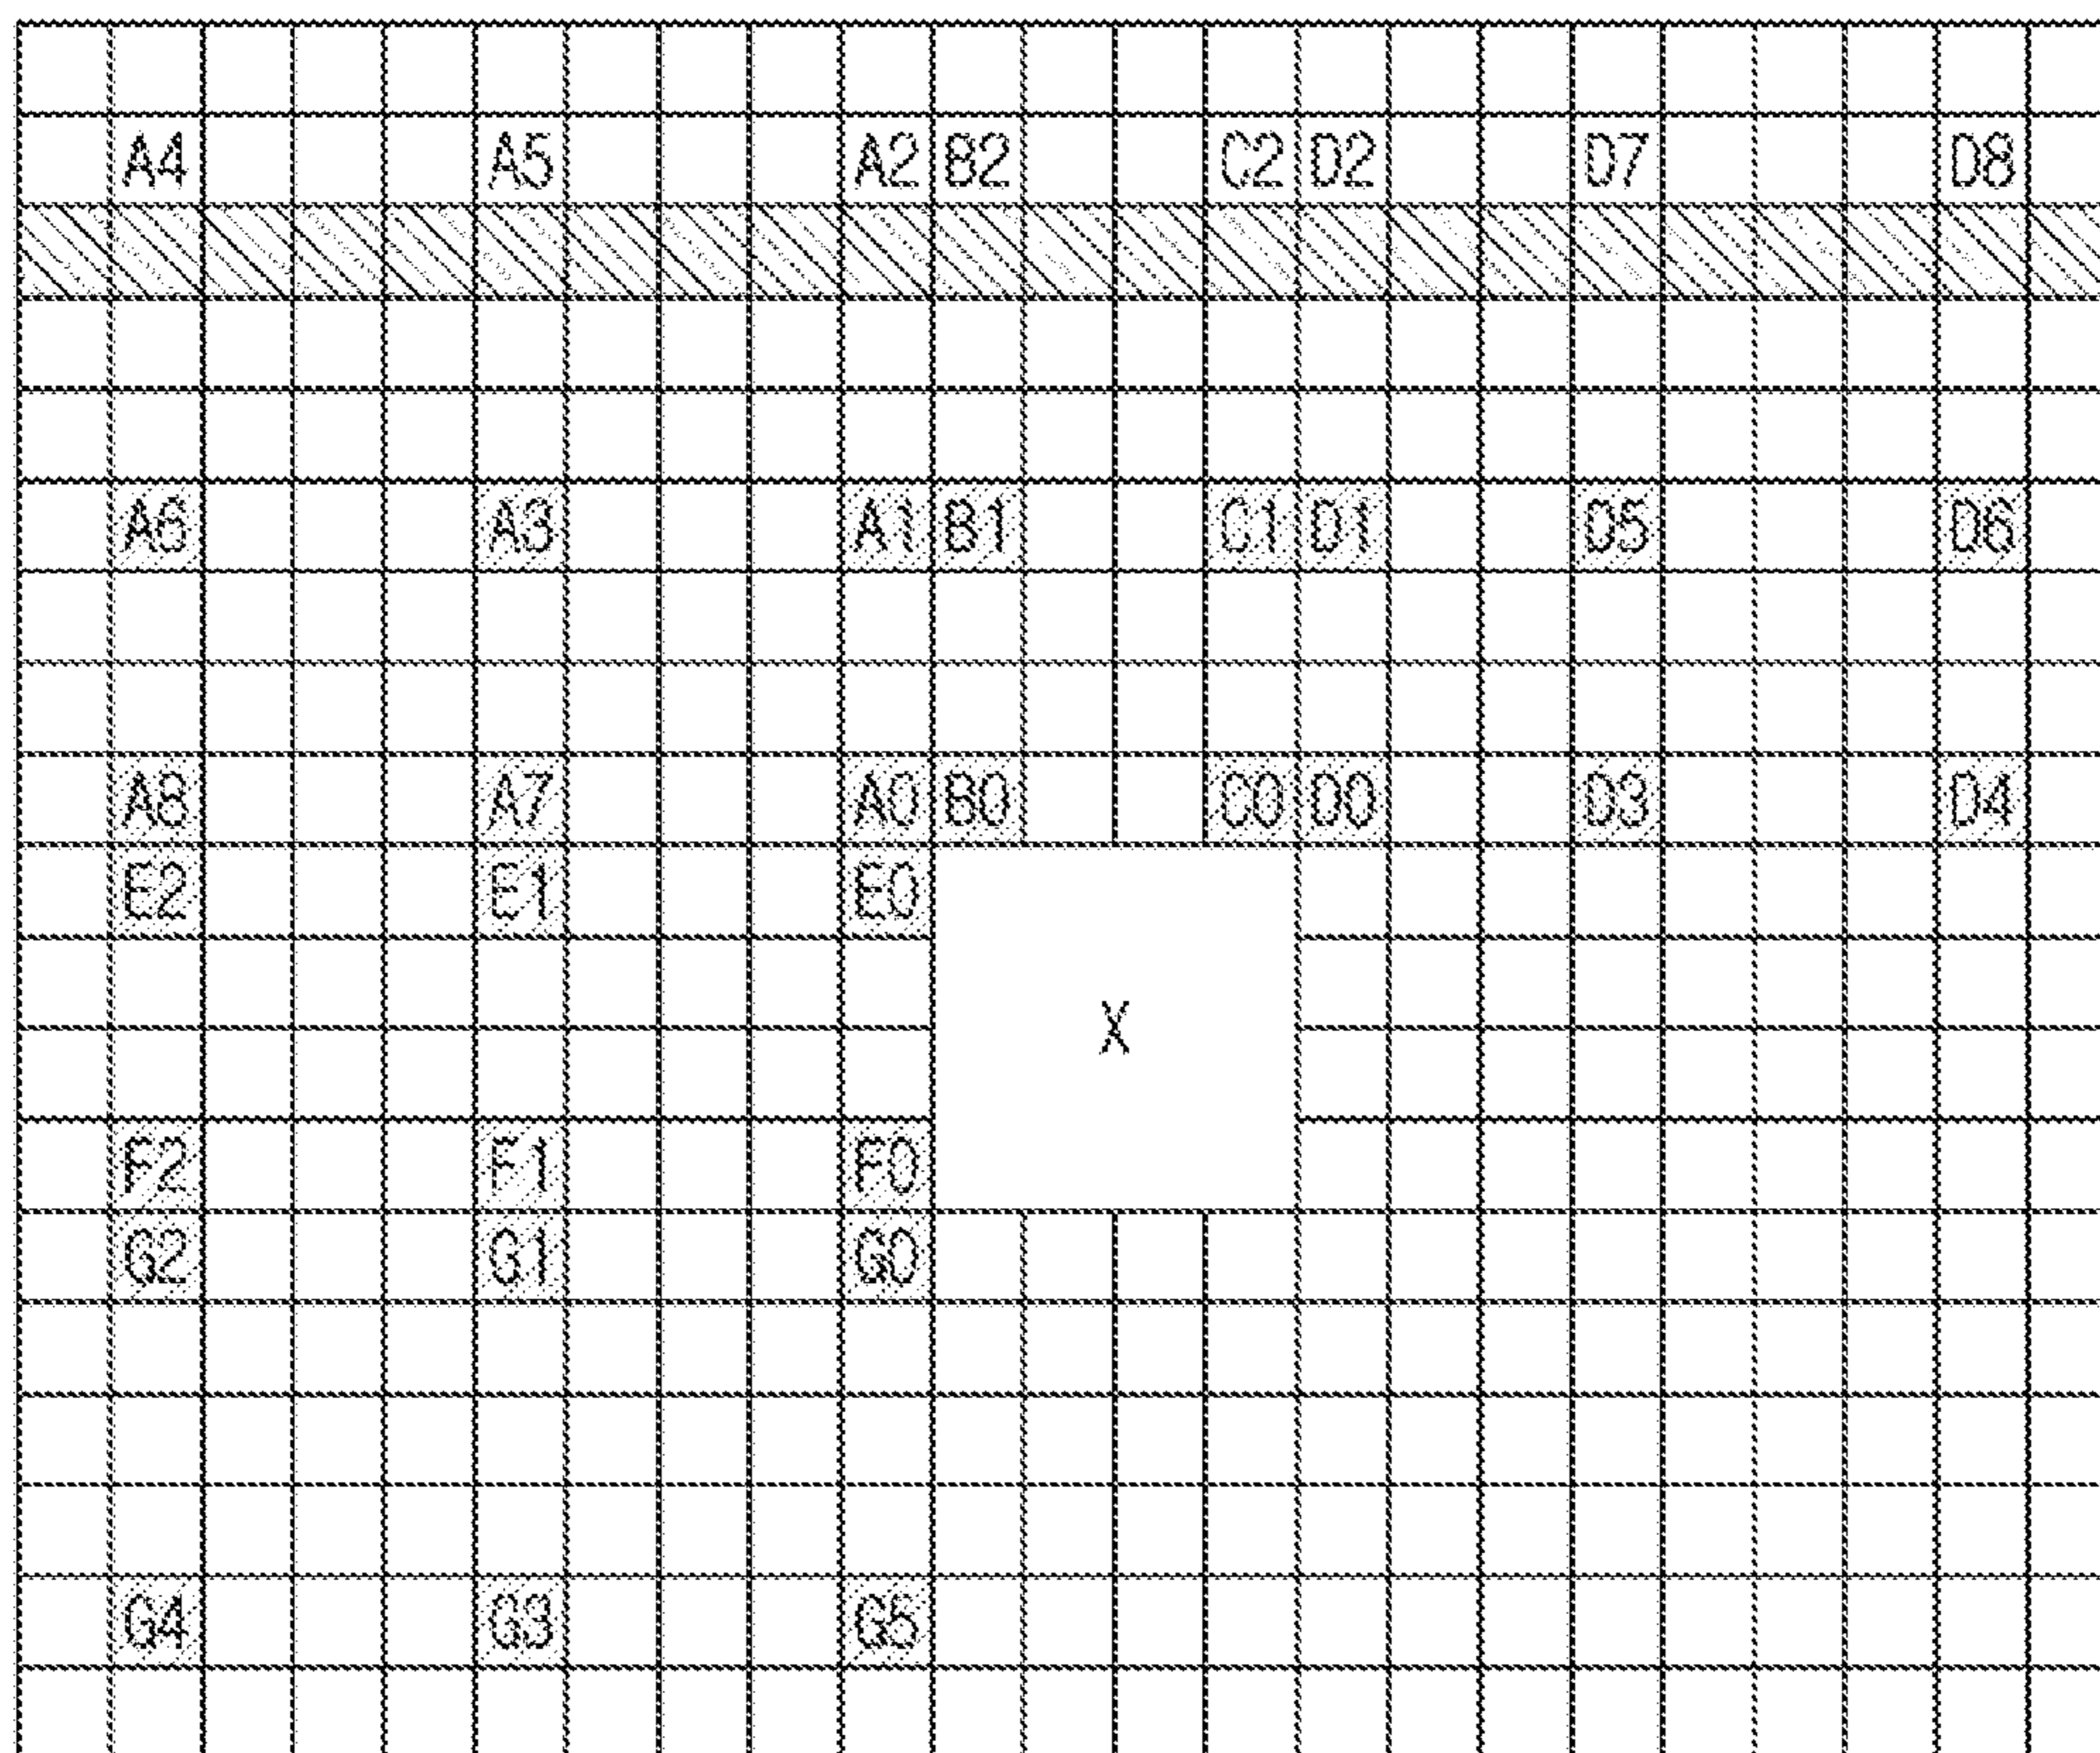 A4 A5 A2 B2 C2 D2 D7 D8
A6 A3 A1 B1 C1 D1 D5 D6
A8 A7 A0 B0 C0 D0 D3 D4
E2 E1 E0
X
F2 F1 F0
G2 G1 G0
G4 G3 G5